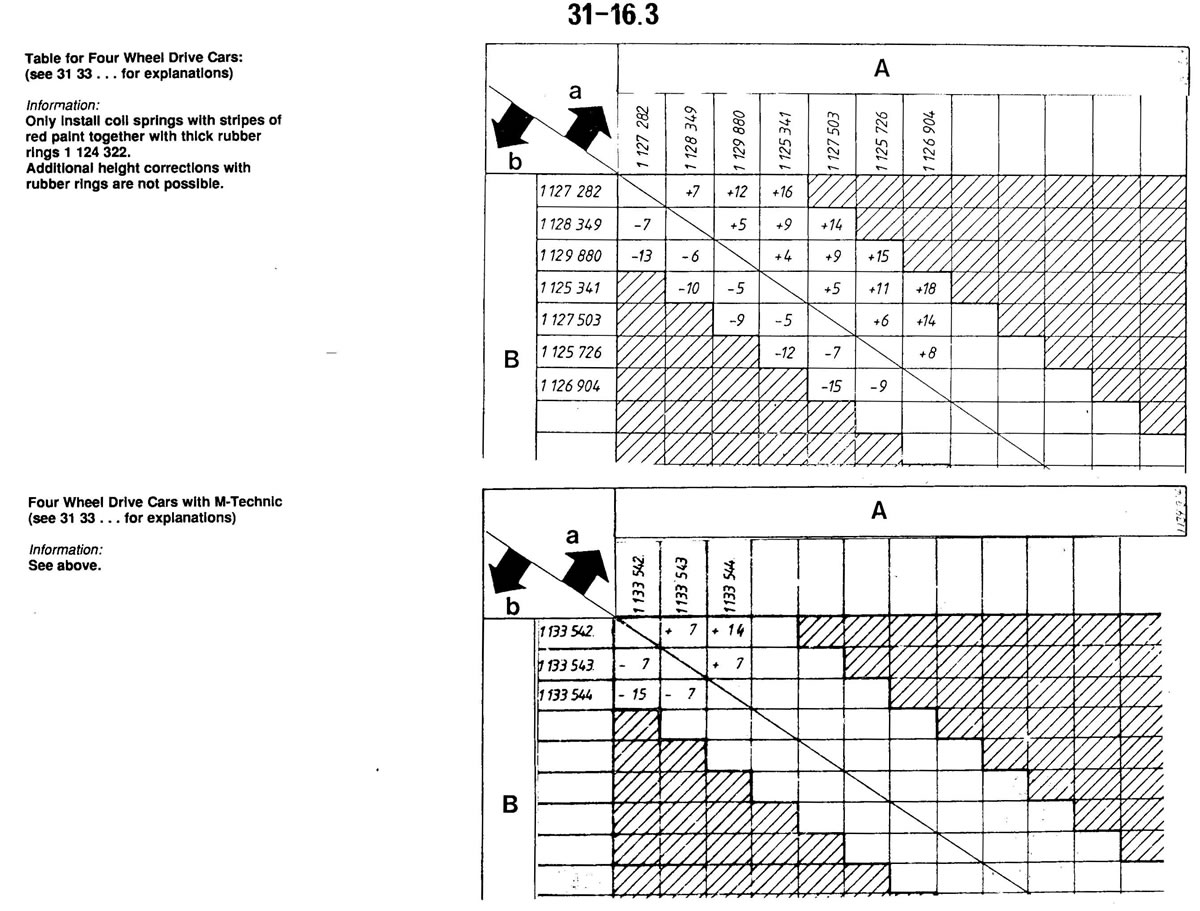 31-16.3
Table for Four Wheel Drive Cars:
(see 31 33 . . . for explanations)
Information:
Only install coil springs with stripes of
red paint together with thick rubber
rings 1 124 322.
Additional height corrections with
rubber rings are not possible.
A
a
b
1 127 282 1 128 349 1 129 880 1 125 341 1 127 503 1 125 726 1 126 904
B
1 127 282 +7 +12 +16
1 128 349 -7 +5 +9 +14
1 129 880 -13 -6 +4 +9 +15
1 125 341 -10 -5 +5 +11 +18
1 127 503 -9 -5 +6 +14
1 125 726 -12 -7 +8
1 126 904 -15 -9
Four Wheel Drive Cars with M-Technic
(see 31 33 . . . for explanations)
Information:
See above.
A
a
b
1 133 542. 1 133 543 1133 544.
B
1 133 542. + 7 + 14
1 133 543. - 7 + 7
1 133 544 - 15 - 7